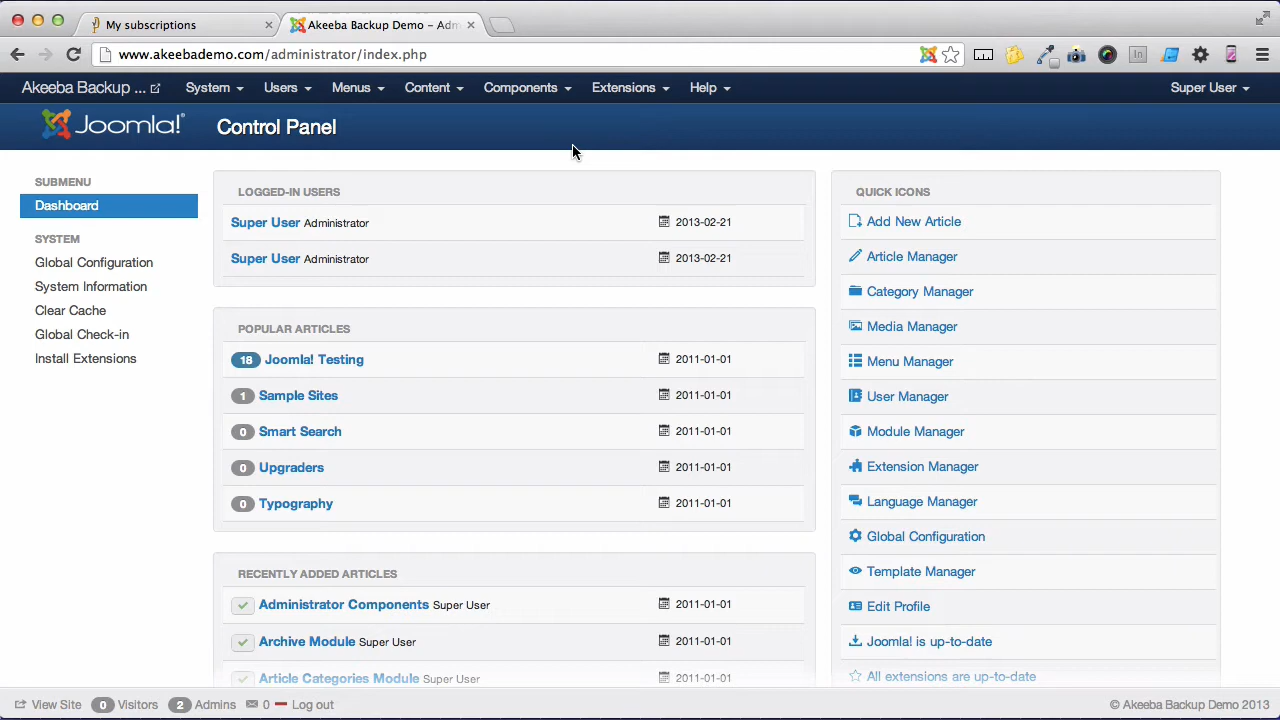 My subscriptions
Akeeba Backup Demo – Adm
www.akeebademo.com/administrator/index.php
In
Akeeba Backup ... System Users Menus Content Components Extensions Help Super User
Joomla! Control Panel
SUBMENU
Dashboard
SYSTEM
Global Configuration
System Information
Clear Cache
Global Check-in
Install Extensions
LOGGED-IN USERS
Super User Administrator 2013-02-21
Super User Administrator 2013-02-21
POPULAR ARTICLES
18 Joomla! Testing 2011-01-01
1 Sample Sites 2011-01-01
0 Smart Search 2011-01-01
0 Upgraders 2011-01-01
0 Typography 2011-01-01
RECENTLY ADDED ARTICLES
Administrator Components Super User 2011-01-01
Archive Module Super User 2011-01-01
Article Categories Module Super User 2011-01-01
QUICK ICONS
Add New Article
Article Manager
Category Manager
Media Manager
Menu Manager
User Manager
Module Manager
Extension Manager
Language Manager
Global Configuration
Template Manager
Edit Profile
Joomla! is up-to-date
All extensions are up-to-date
View Site 0 Visitors 2 Admins 0 Log out © Akeeba Backup Demo 2013